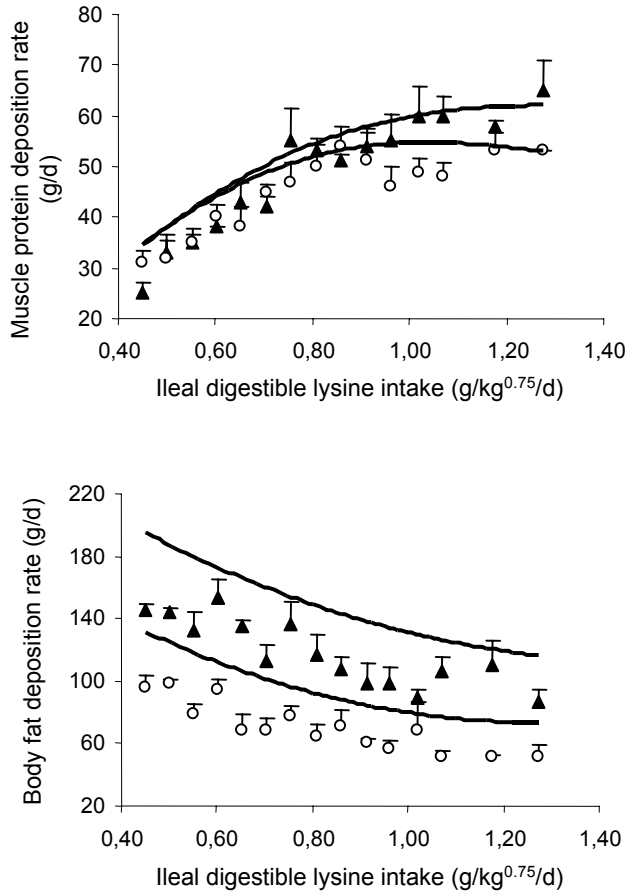 Muscle protein deposition rate
(g/d)
80
70
60
50
40
30
20
0,40 0,60 0,80 1,00 1,20 1,40
Ileal digestible lysine intake (g/kg0.75/d)
Body fat deposition rate (g/d)
220
180
140
100
60
20
0,40 0,60 0,80 1,00 1,20 1,40
Ileal digestible lysine intake (g/kg0.75/d)